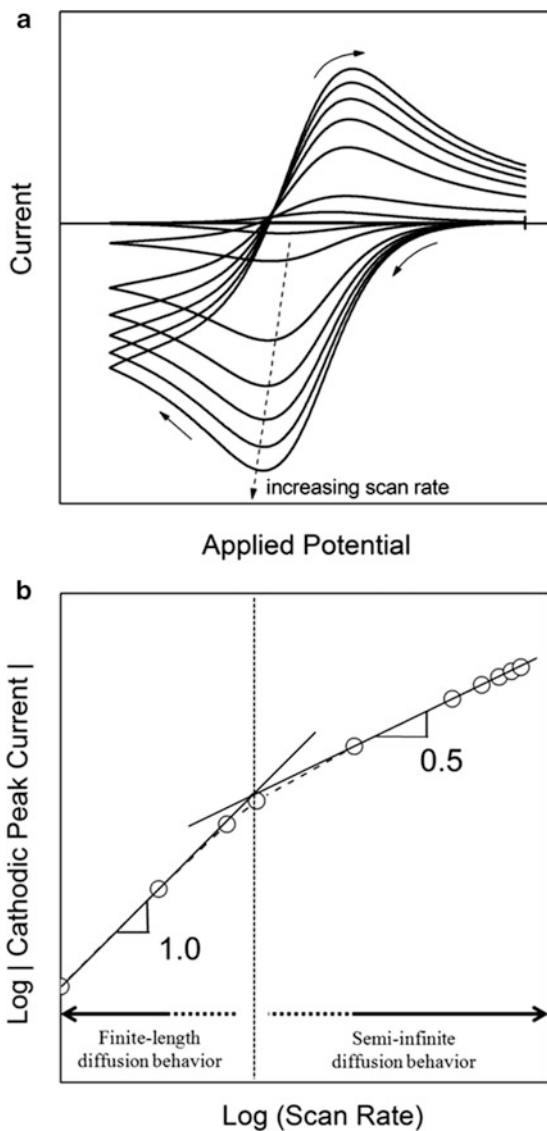 a
Current
increasing scan rate
Applied Potential
b
Log | Cathodic Peak Current |
0.5
1.0
Finite-length
diffusion behavior
Semi-infinite
diffusion behavior
Log (Scan Rate)